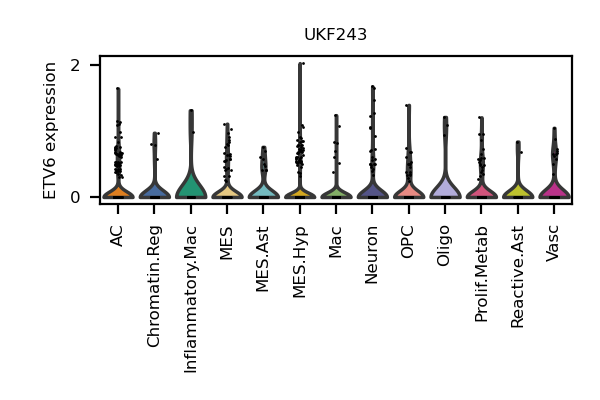 UKF243
ETV6 expression
2
0
AC
Chromatin.Reg
Inflammatory.Mac
MES
MES.Ast
MES.Hyp
Mac
Neuron
OPC
Oligo
Prolif.Metab
Reactive.Ast
Vasc